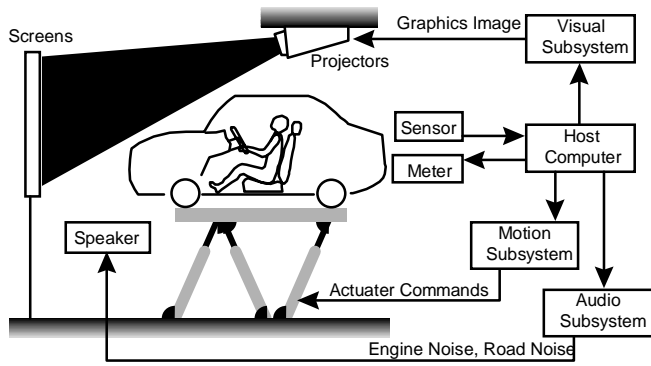 Screens
Projectors
Graphics Image
Visual
Subsystem
Sensor
Meter
Host
Computer
Speaker
Motion
Subsystem
Actuater Commands
Audio
Subsystem
Engine Noise, Road Noise